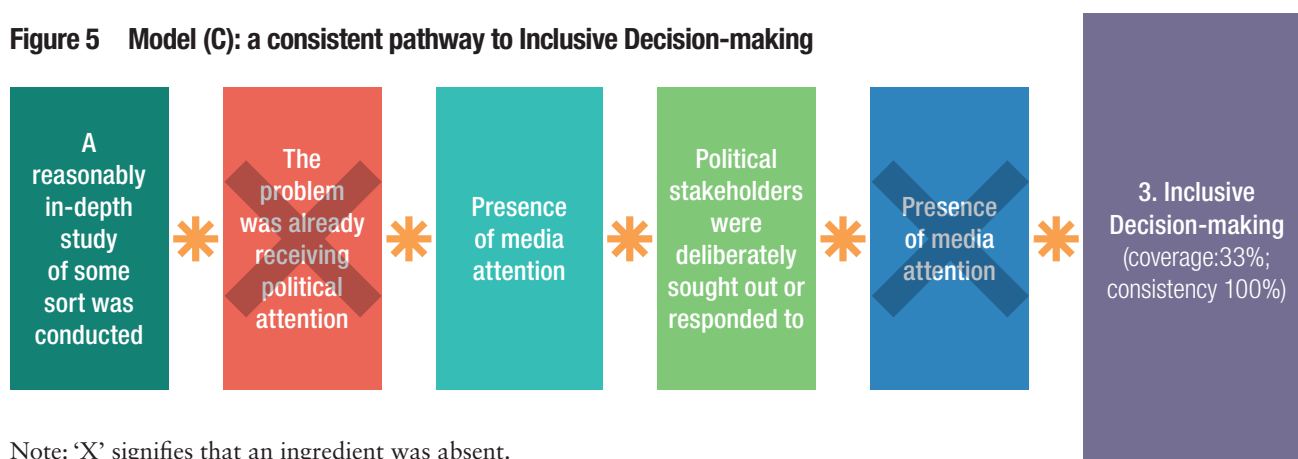 Figure 5 Model (C): a consistent pathway to Inclusive Decision-making
A
reasonably
in-depth
study
of some
sort was
conducted
The
problem
was already
receiving
political
attention
Presence
of media
attention
Political
stakeholders
were
deliberately
sought out or
responded to
Presence
of media
attention
3. Inclusive
Decision-making
(coverage:33%;
consistency 100%)
Note: ‘X’ signifies that an ingredient was absent.